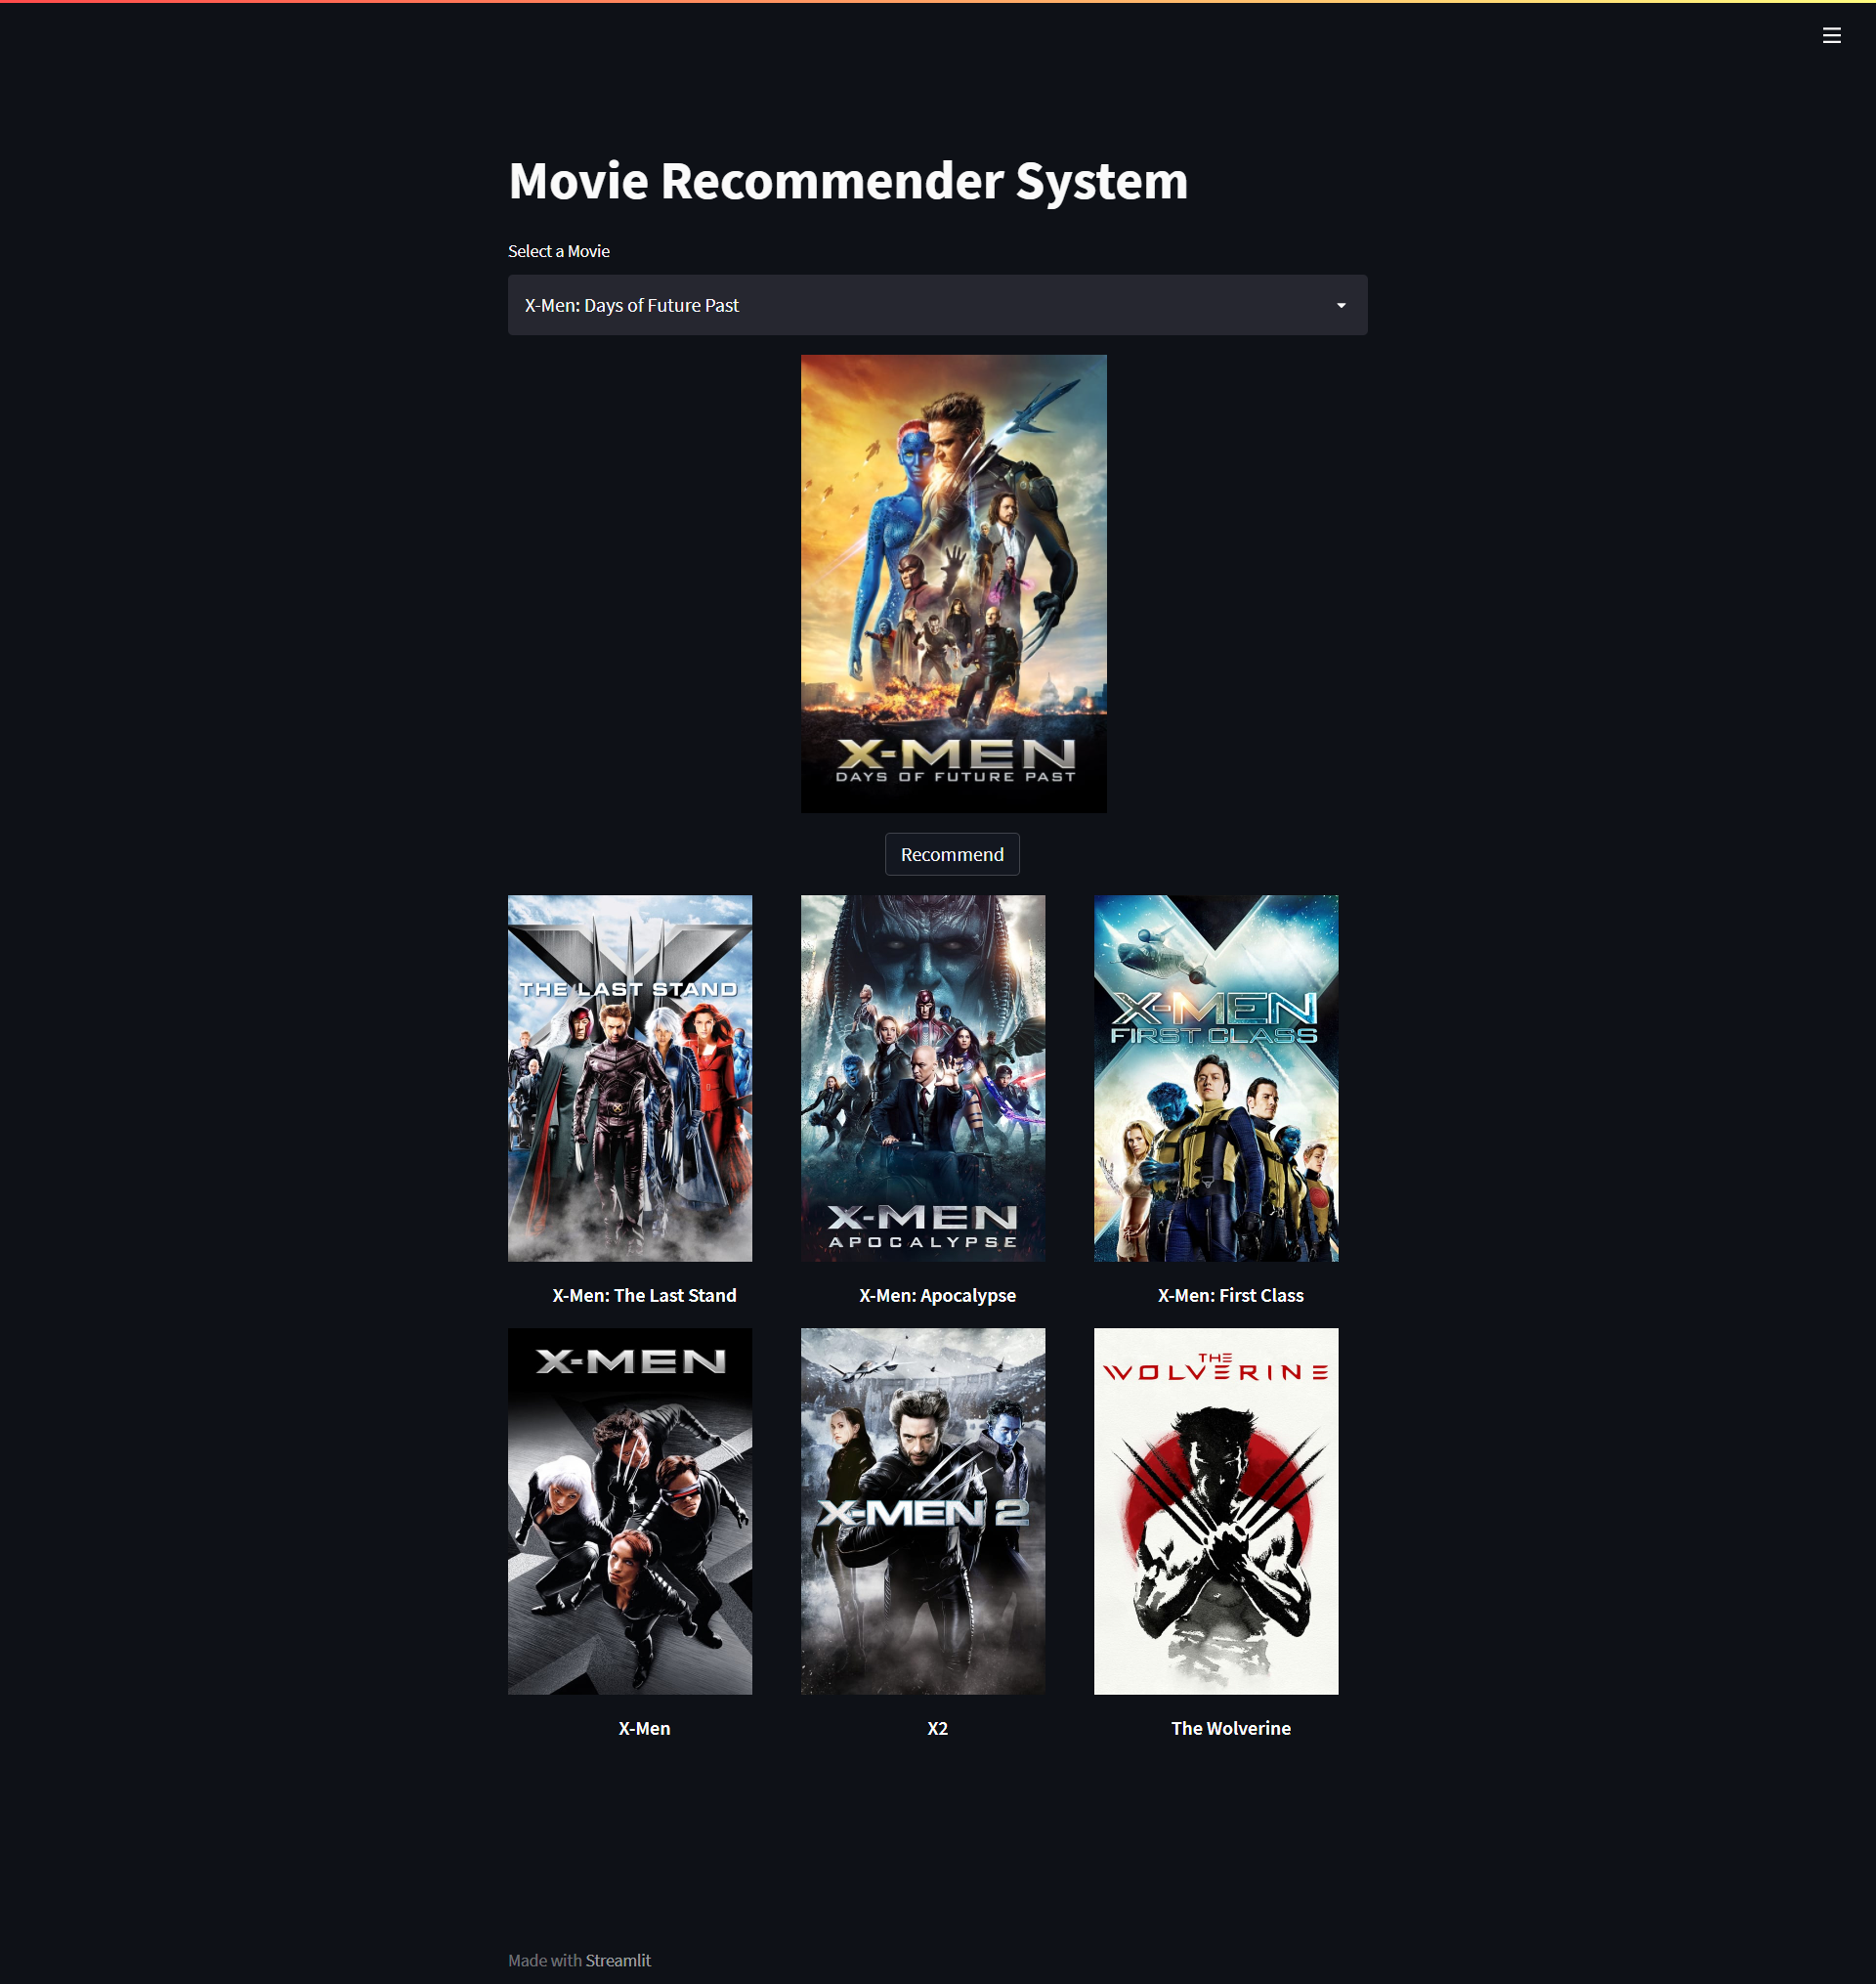 Movie Recommender System
Select a Movie
X-Men: Days of Future Past
X-MEN
DAYS OF FUTURE PAST
Recommend
THE LAST STAND
X-MEN
APOCALYPSE
X-MEN
FIRST CLASS
X-Men: The Last Stand
X-Men: Apocalypse
X-Men: First Class
X-MEN
X-MEN 2
THE
WOLVERINE
X-Men
X2
The Wolverine
Made with Streamlit